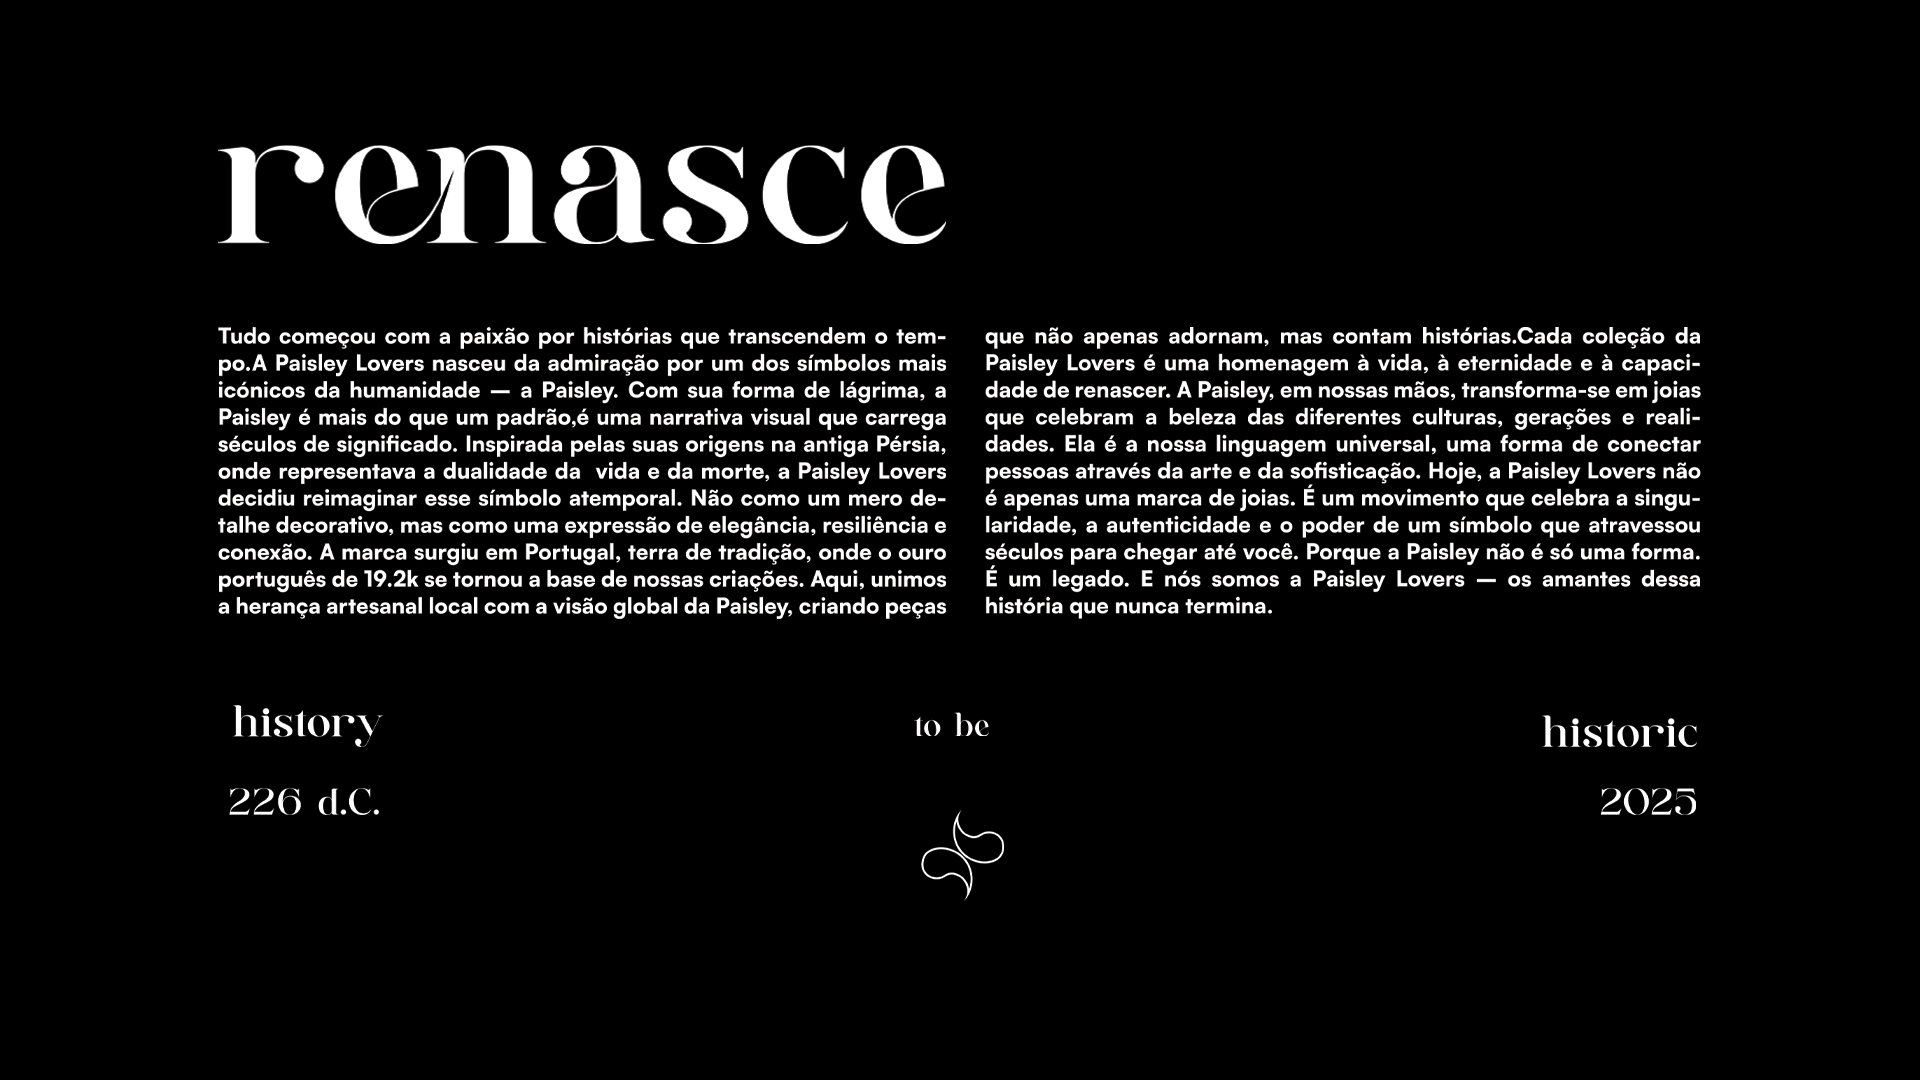 renasce
Tudo começou com a paixão por histórias que transcendem o tem-
po.A Paisley Lovers nasceu da admiração por um dos símbolos mais
icónicos da humanidade — a Paisley. Com sua forma de lágrima, a
Paisley é mais do que um padrão,é uma narrativa visual que carrega
séculos de significado. Inspirada pelas suas origens na antiga Pérsia,
onde representava a dualidade da  vida e da morte, a Paisley Lovers
decidiu reimaginar esse símbolo atemporal. Não como um mero de-
talhe decorativo, mas como uma expressão de elegância, resiliência e
conexão. A marca surgiu em Portugal, terra de tradição, onde o ouro
português de 19.2k se tornou a base de nossas criações. Aqui, unimos
a herança artesanal local com a visão global da Paisley, criando peças
que não apenas adornam, mas contam histórias.Cada coleção da
Paisley Lovers é uma homenagem à vida, à eternidade e à capaci-
dade de renascer. A Paisley, em nossas mãos, transforma-se em joias
que celebram a beleza das diferentes culturas, gerações e reali-
dades. Ela é a nossa linguagem universal, uma forma de conectar
pessoas através da arte e da sofisticação. Hoje, a Paisley Lovers não
é apenas uma marca de joias. É um movimento que celebra a singu-
laridade, a autenticidade e o poder de um símbolo que atravessou
séculos para chegar até você. Porque a Paisley não é só uma forma.
É um legado. E nós somos a Paisley Lovers — os amantes dessa
história que nunca termina.
history
to be
historic
226 d.C.
2025